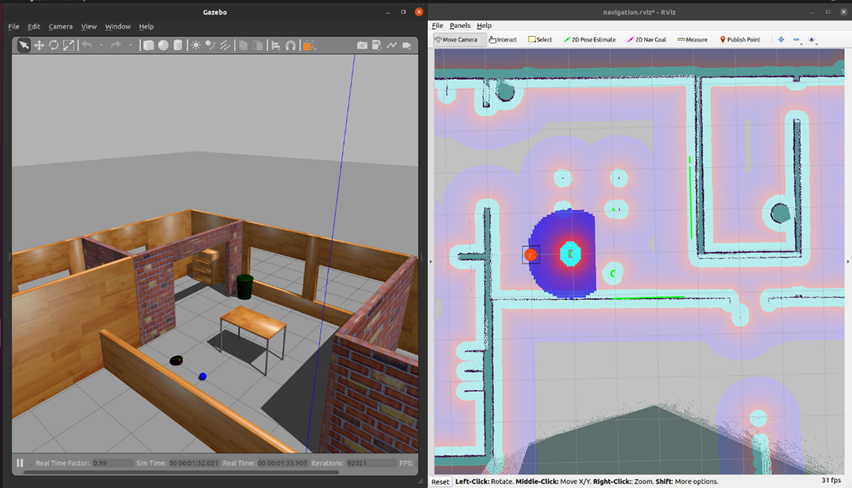 Gazebo
File Edit Camera View Window Help
Real Time Factor: 0.99 Sim Time: 00 00:01:32.021 Real Time: 00 00:01:33.907 Iterations: 92021 FPS:
navigation.rviz* - RViz
File Panels Help
Move Camera Interact Select 2D Pose Estimate 2D Nav Goal Measure Publish Point
Reset Left-Click: Rotate. Middle-Click: Move X/Y. Right-Click: Zoom. Shift: More options. 31 fps